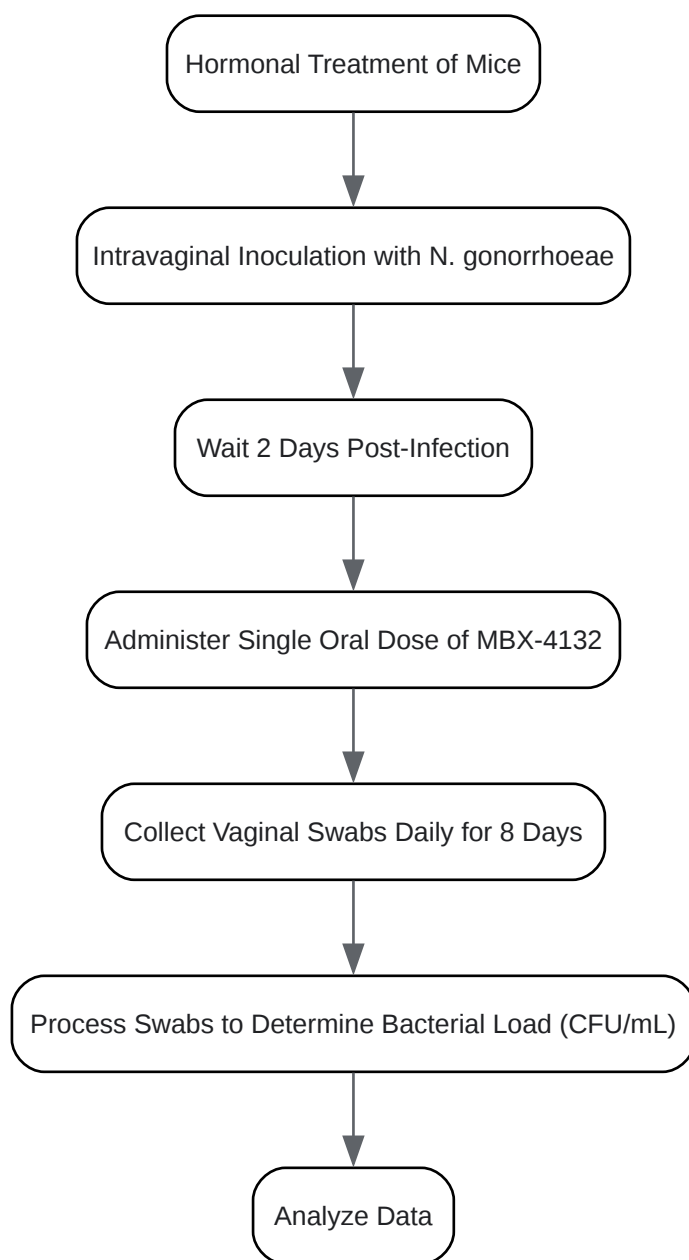 Hormonal Treatment of Mice
Intravaginal Inoculation with N. gonorrhoeae
Wait 2 Days Post-Infection
Administer Single Oral Dose of MBX-4132
Collect Vaginal Swabs Daily for 8 Days
Process Swabs to Determine Bacterial Load (CFU/mL)
Analyze Data